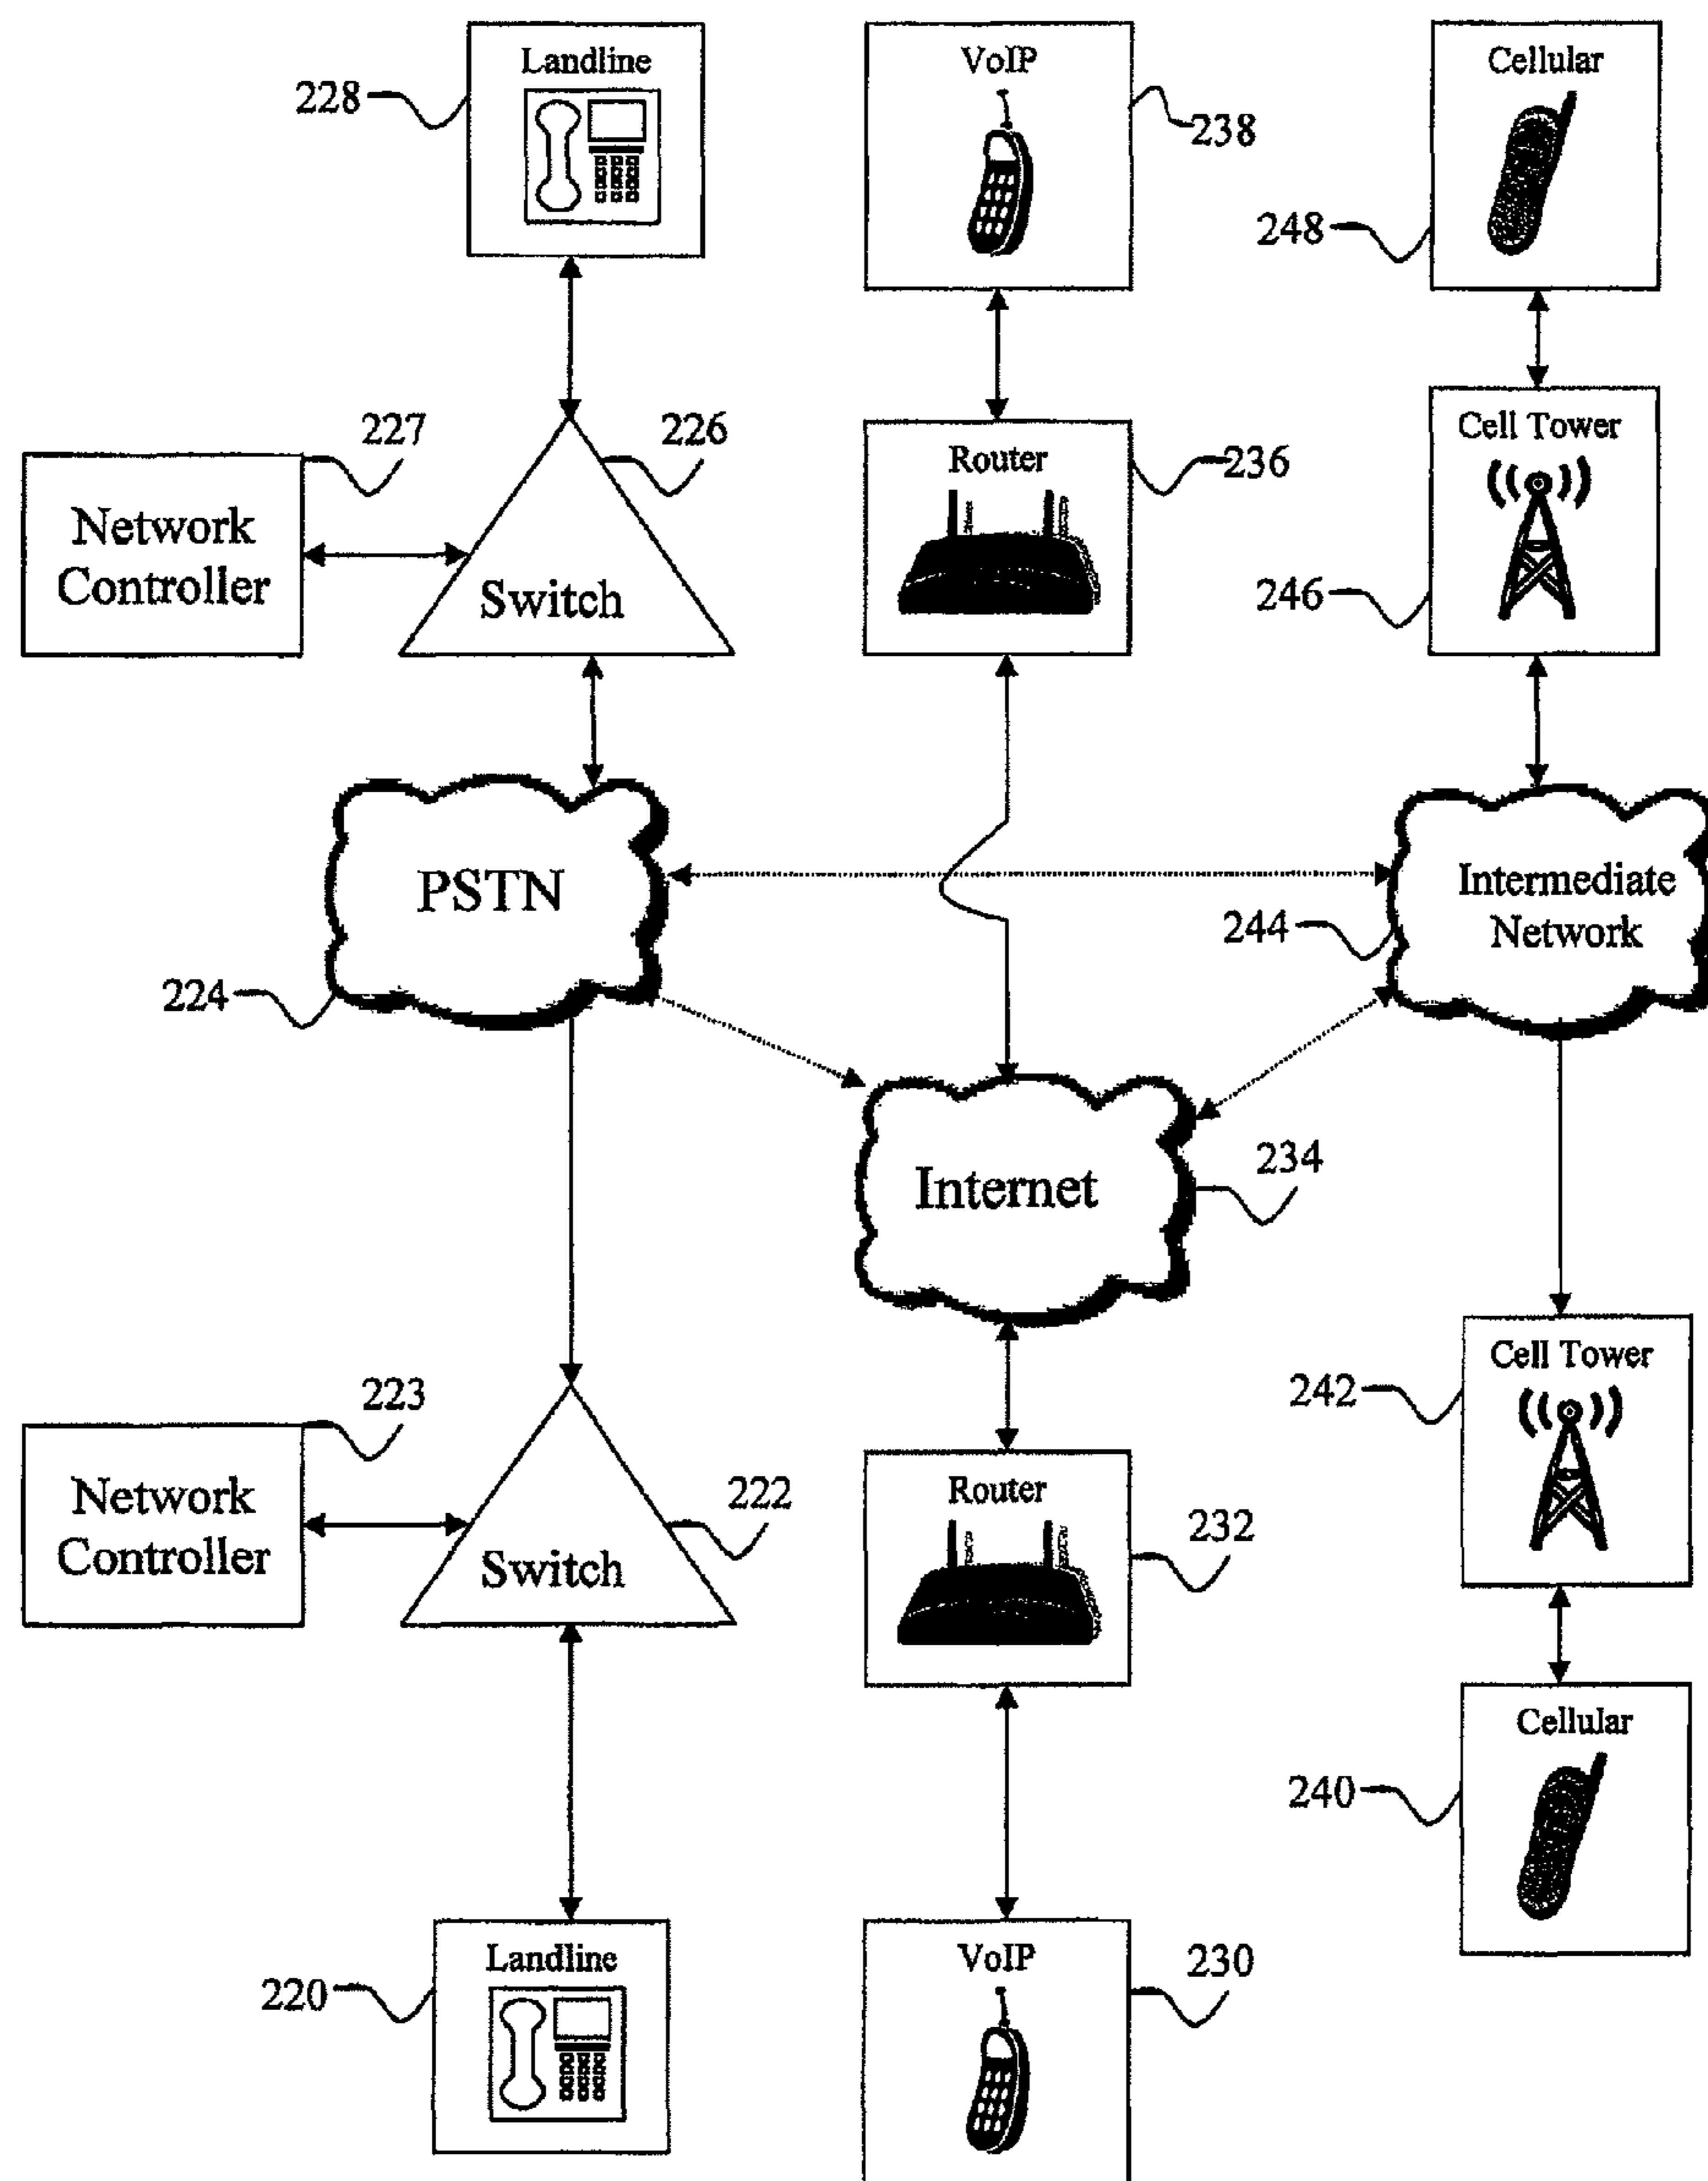 Landline
228
VoIP
238
Cellular
248
227
226
Network
Controller
Switch
Router
236
Cell Tower
246
PSTN
224
Intermediate
Network
244
Internet
234
223
222
Network
Controller
Switch
Router
232
Cell Tower
242
Cellular
240
Landline
220
VoIP
230